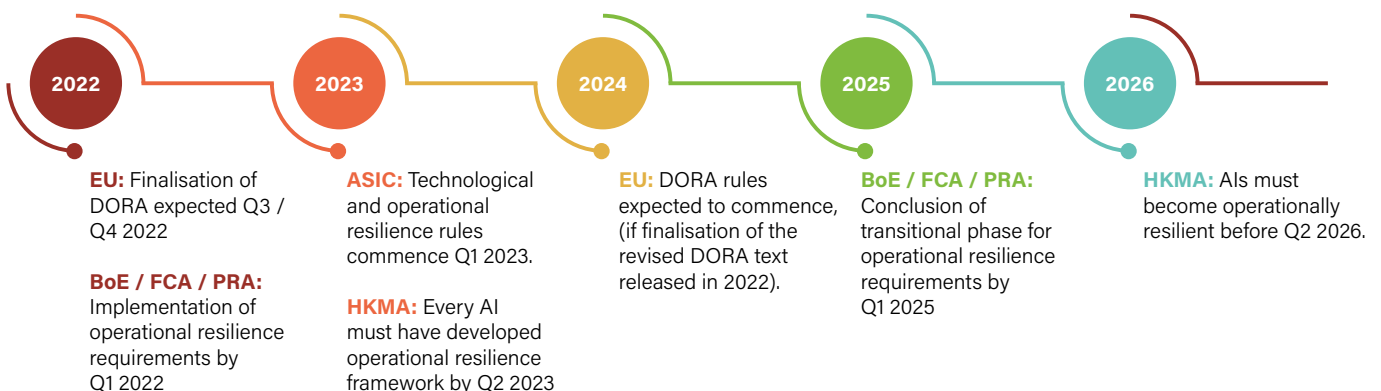 2022
2023
2024
2025
2026
EU: Finalisation of
DORA expected Q3 /
Q4 2022
BoE / FCA / PRA:
Implementation of
operational resilience
requirements by
Q1 2022
ASIC: Technological
and operational
resilience rules
commence Q1 2023.
HKMA: Every AI
must have developed
operational resilience
framework by Q2 2023
EU: DORA rules
expected to commence,
(if finalisation of the
revised DORA text
released in 2022).
BoE / FCA / PRA:
Conclusion of
transitional phase for
operational resilience
requirements by
Q1 2025
HKMA: AIs must
become operationally
resilient before Q2 2026.